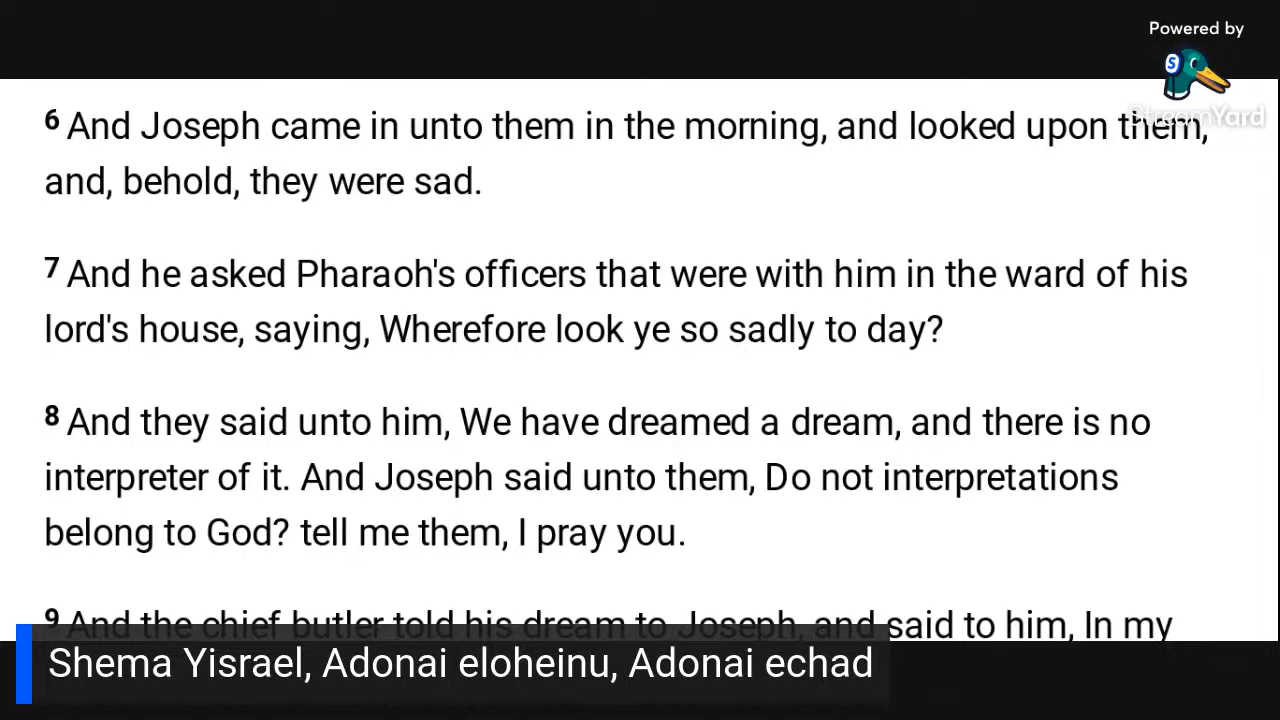 Powered by
StreamYard
6 And Joseph came in unto them in the morning, and looked upon them,
and, behold, they were sad.
7 And he asked Pharaoh's officers that were with him in the ward of his
lord's house, saying, Wherefore look ye so sadly to day?
8 And they said unto him, We have dreamed a dream, and there is no
interpreter of it. And Joseph said unto them, Do not interpretations
belong to God? tell me them, I pray you.
9 And the chief butler told his dream to Joseph, and said to him, In my
Shema Yisrael, Adonai eloheinu, Adonai echad